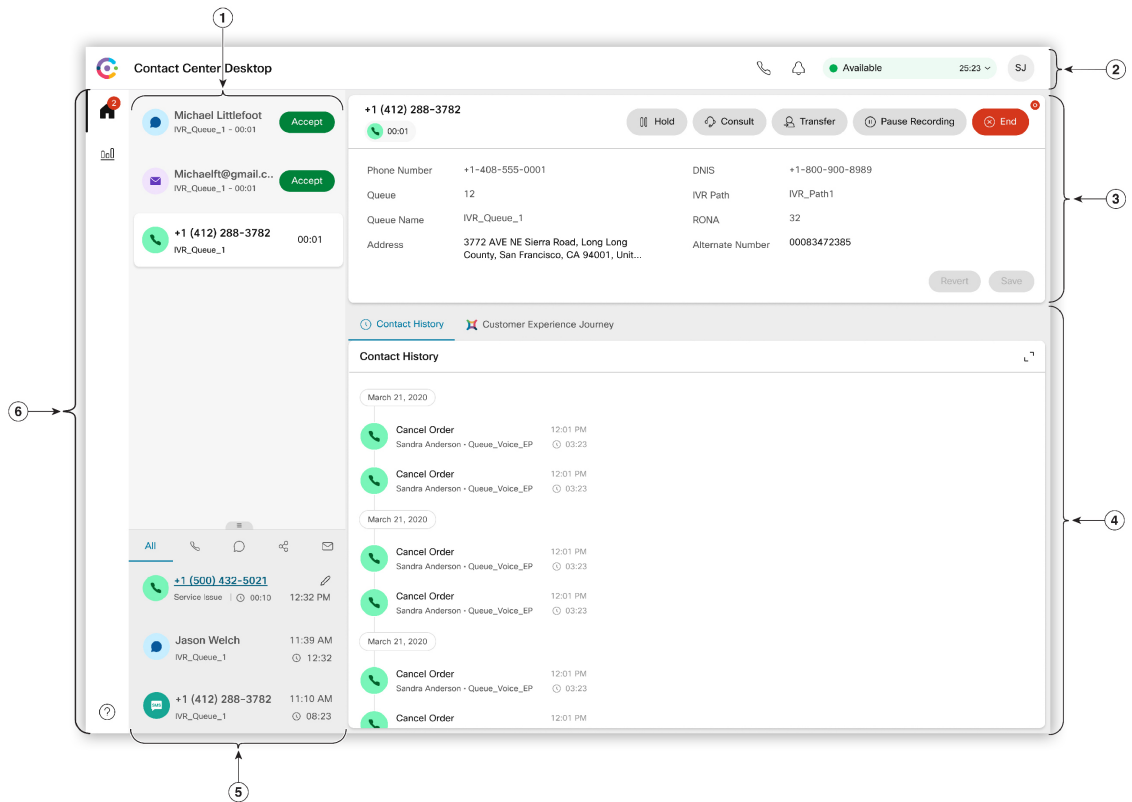 1
Contact Center Desktop
Available 25:23
SJ
2
2
Michael Littlefoot
IVR_Queue_1 - 00:01
Accept
Michaelft@gmail.c..
IVR_Queue_1 - 00:01
Accept
+1 (412) 288-3782
IVR_Queue_1
00:01
+1 (412) 288-3782
00:01
Hold
Consult
Transfer
Pause Recording
End
Phone Number +1-408-555-0001
DNIS +1-800-900-8989
Queue 12
IVR Path IVR_Path1
Queue Name IVR_Queue_1
RONA 32
Address 3772 AVE NE Sierra Road, Long Long
County, San Francisco, CA 94001, Unit...
Alternate Number 00083472385
Revert
Save
3
Contact History
Customer Experience Journey
Contact History
March 21, 2020
Cancel Order 12:01 PM
Sandra Anderson • Queue_Voice_EP 03:23
Cancel Order 12:01 PM
Sandra Anderson • Queue_Voice_EP 03:23
March 21, 2020
Cancel Order 12:01 PM
Sandra Anderson • Queue_Voice_EP 03:23
Cancel Order 12:01 PM
Sandra Anderson • Queue_Voice_EP 03:23
March 21, 2020
Cancel Order 12:01 PM
Sandra Anderson • Queue_Voice_EP 03:23
Cancel Order 12:01 PM
4
6
All
+1 (500) 432-5021
Service Issue | 00:10 12:32 PM
Jason Welch 11:39 AM
IVR_Queue_1 12:32
SMS
+1 (412) 288-3782 11:10 AM
IVR_Queue_1 08:23
?
5